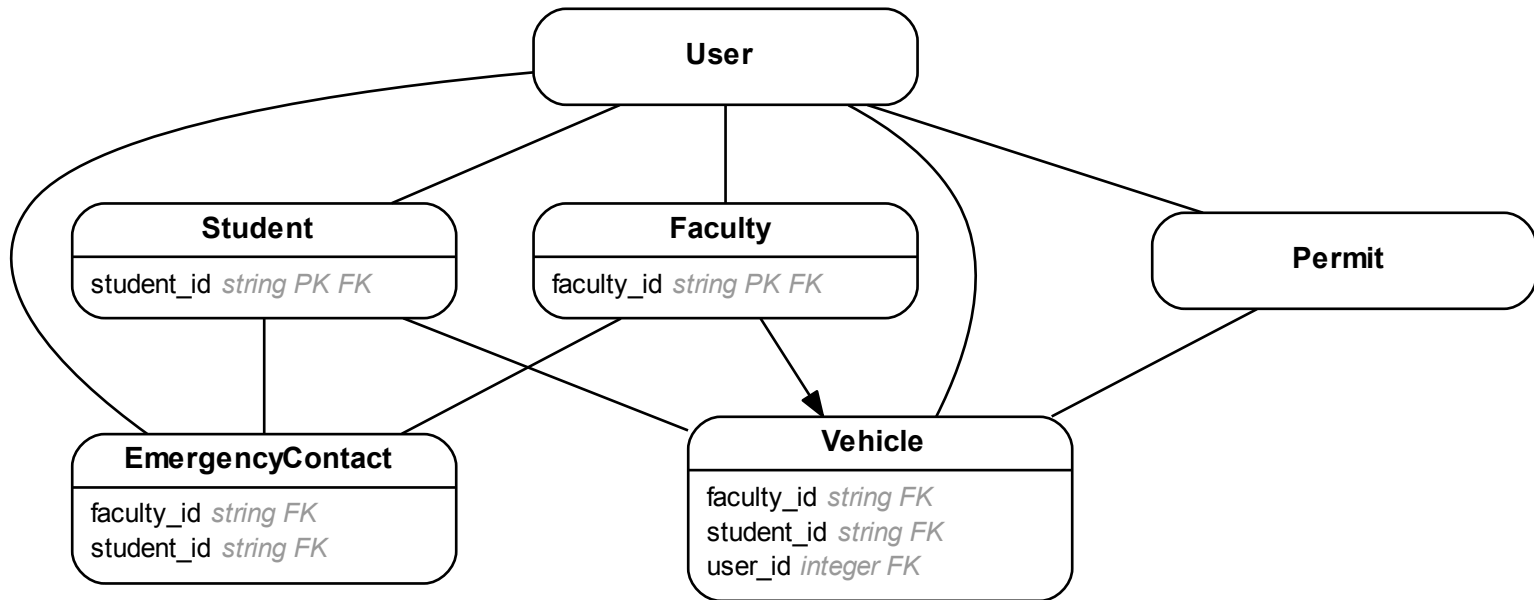 User
Student
student_id string PK FK
Faculty
faculty_id string PK FK
Permit
EmergencyContact
faculty_id string FK
student_id string FK
Vehicle
faculty_id string FK
student_id string FK
user_id integer FK